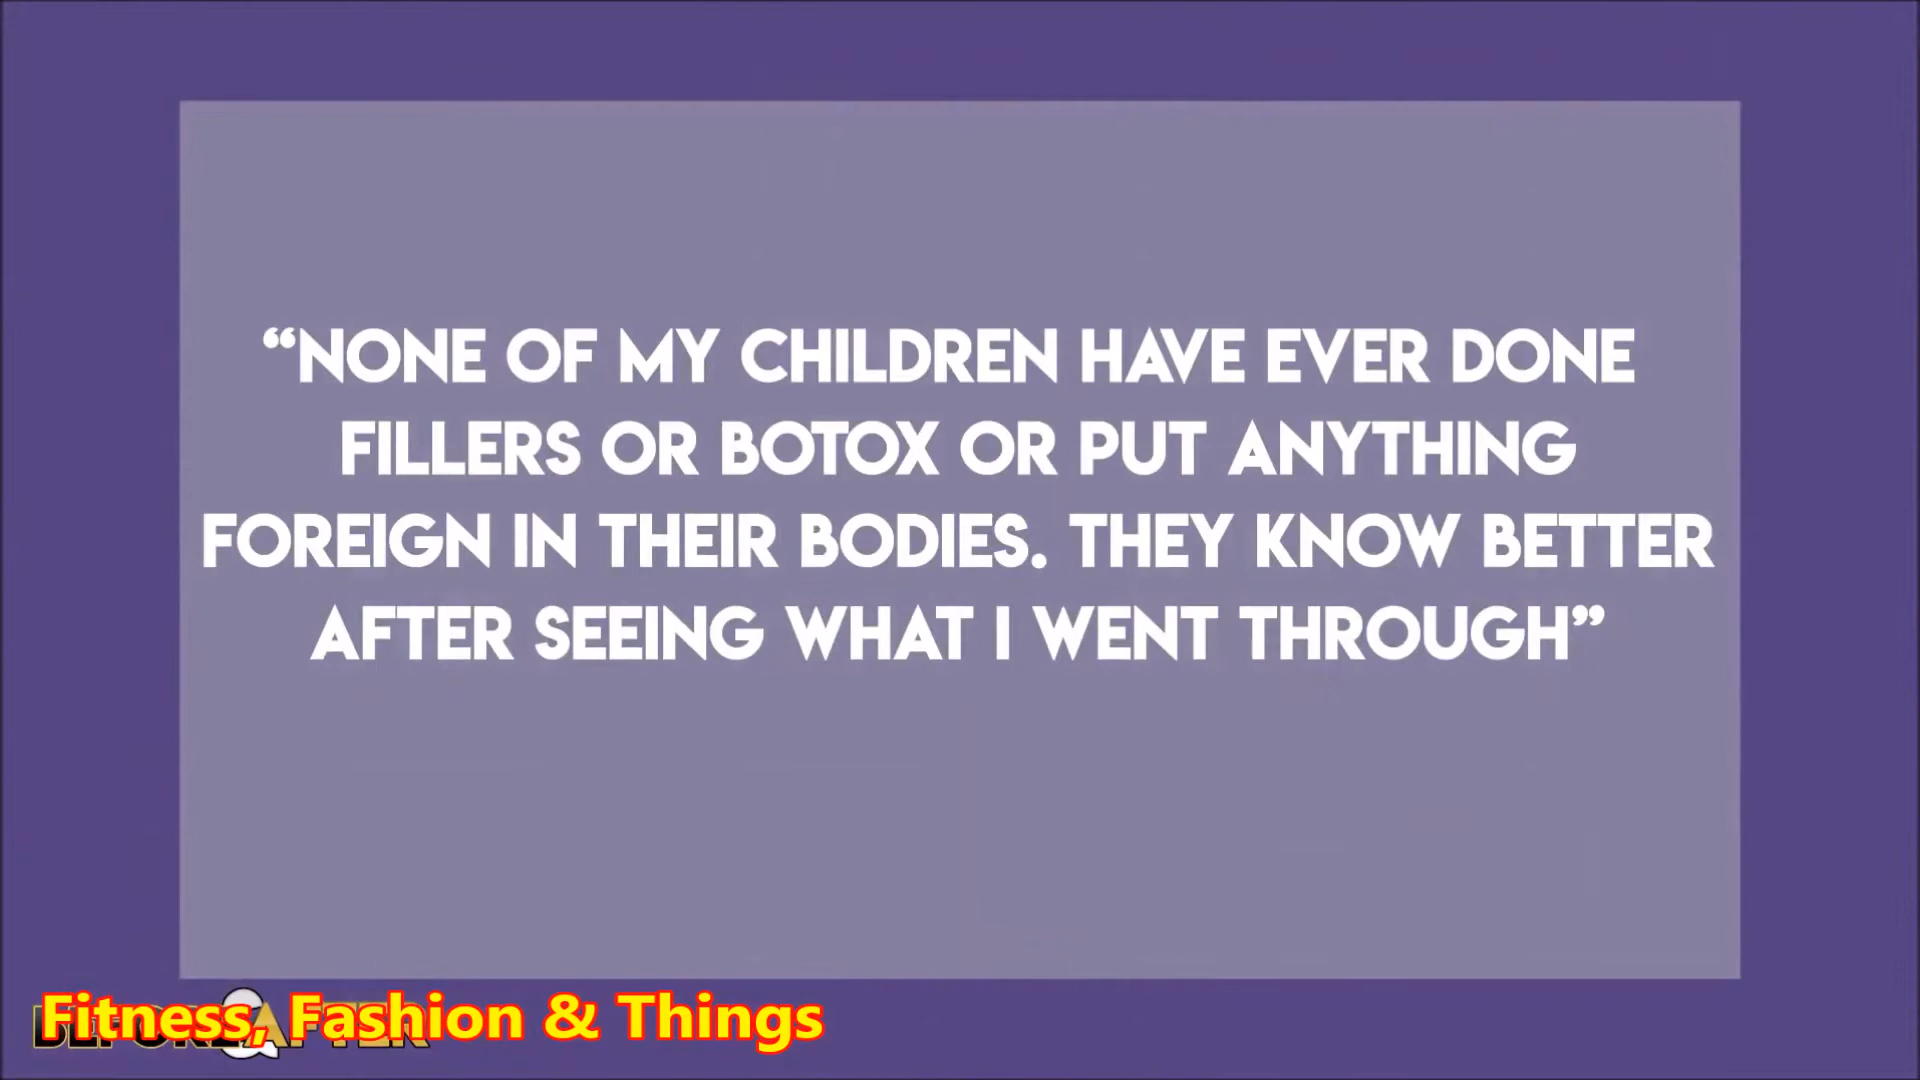 “NONE OF MY CHILDREN HAVE EVER DONE
FILLERS OR BOTOX OR PUT ANYTHING
FOREIGN IN THEIR BODIES. THEY KNOW BETTER
AFTER SEEING WHAT I WENT THROUGH”
Fitness, Fashion & Things